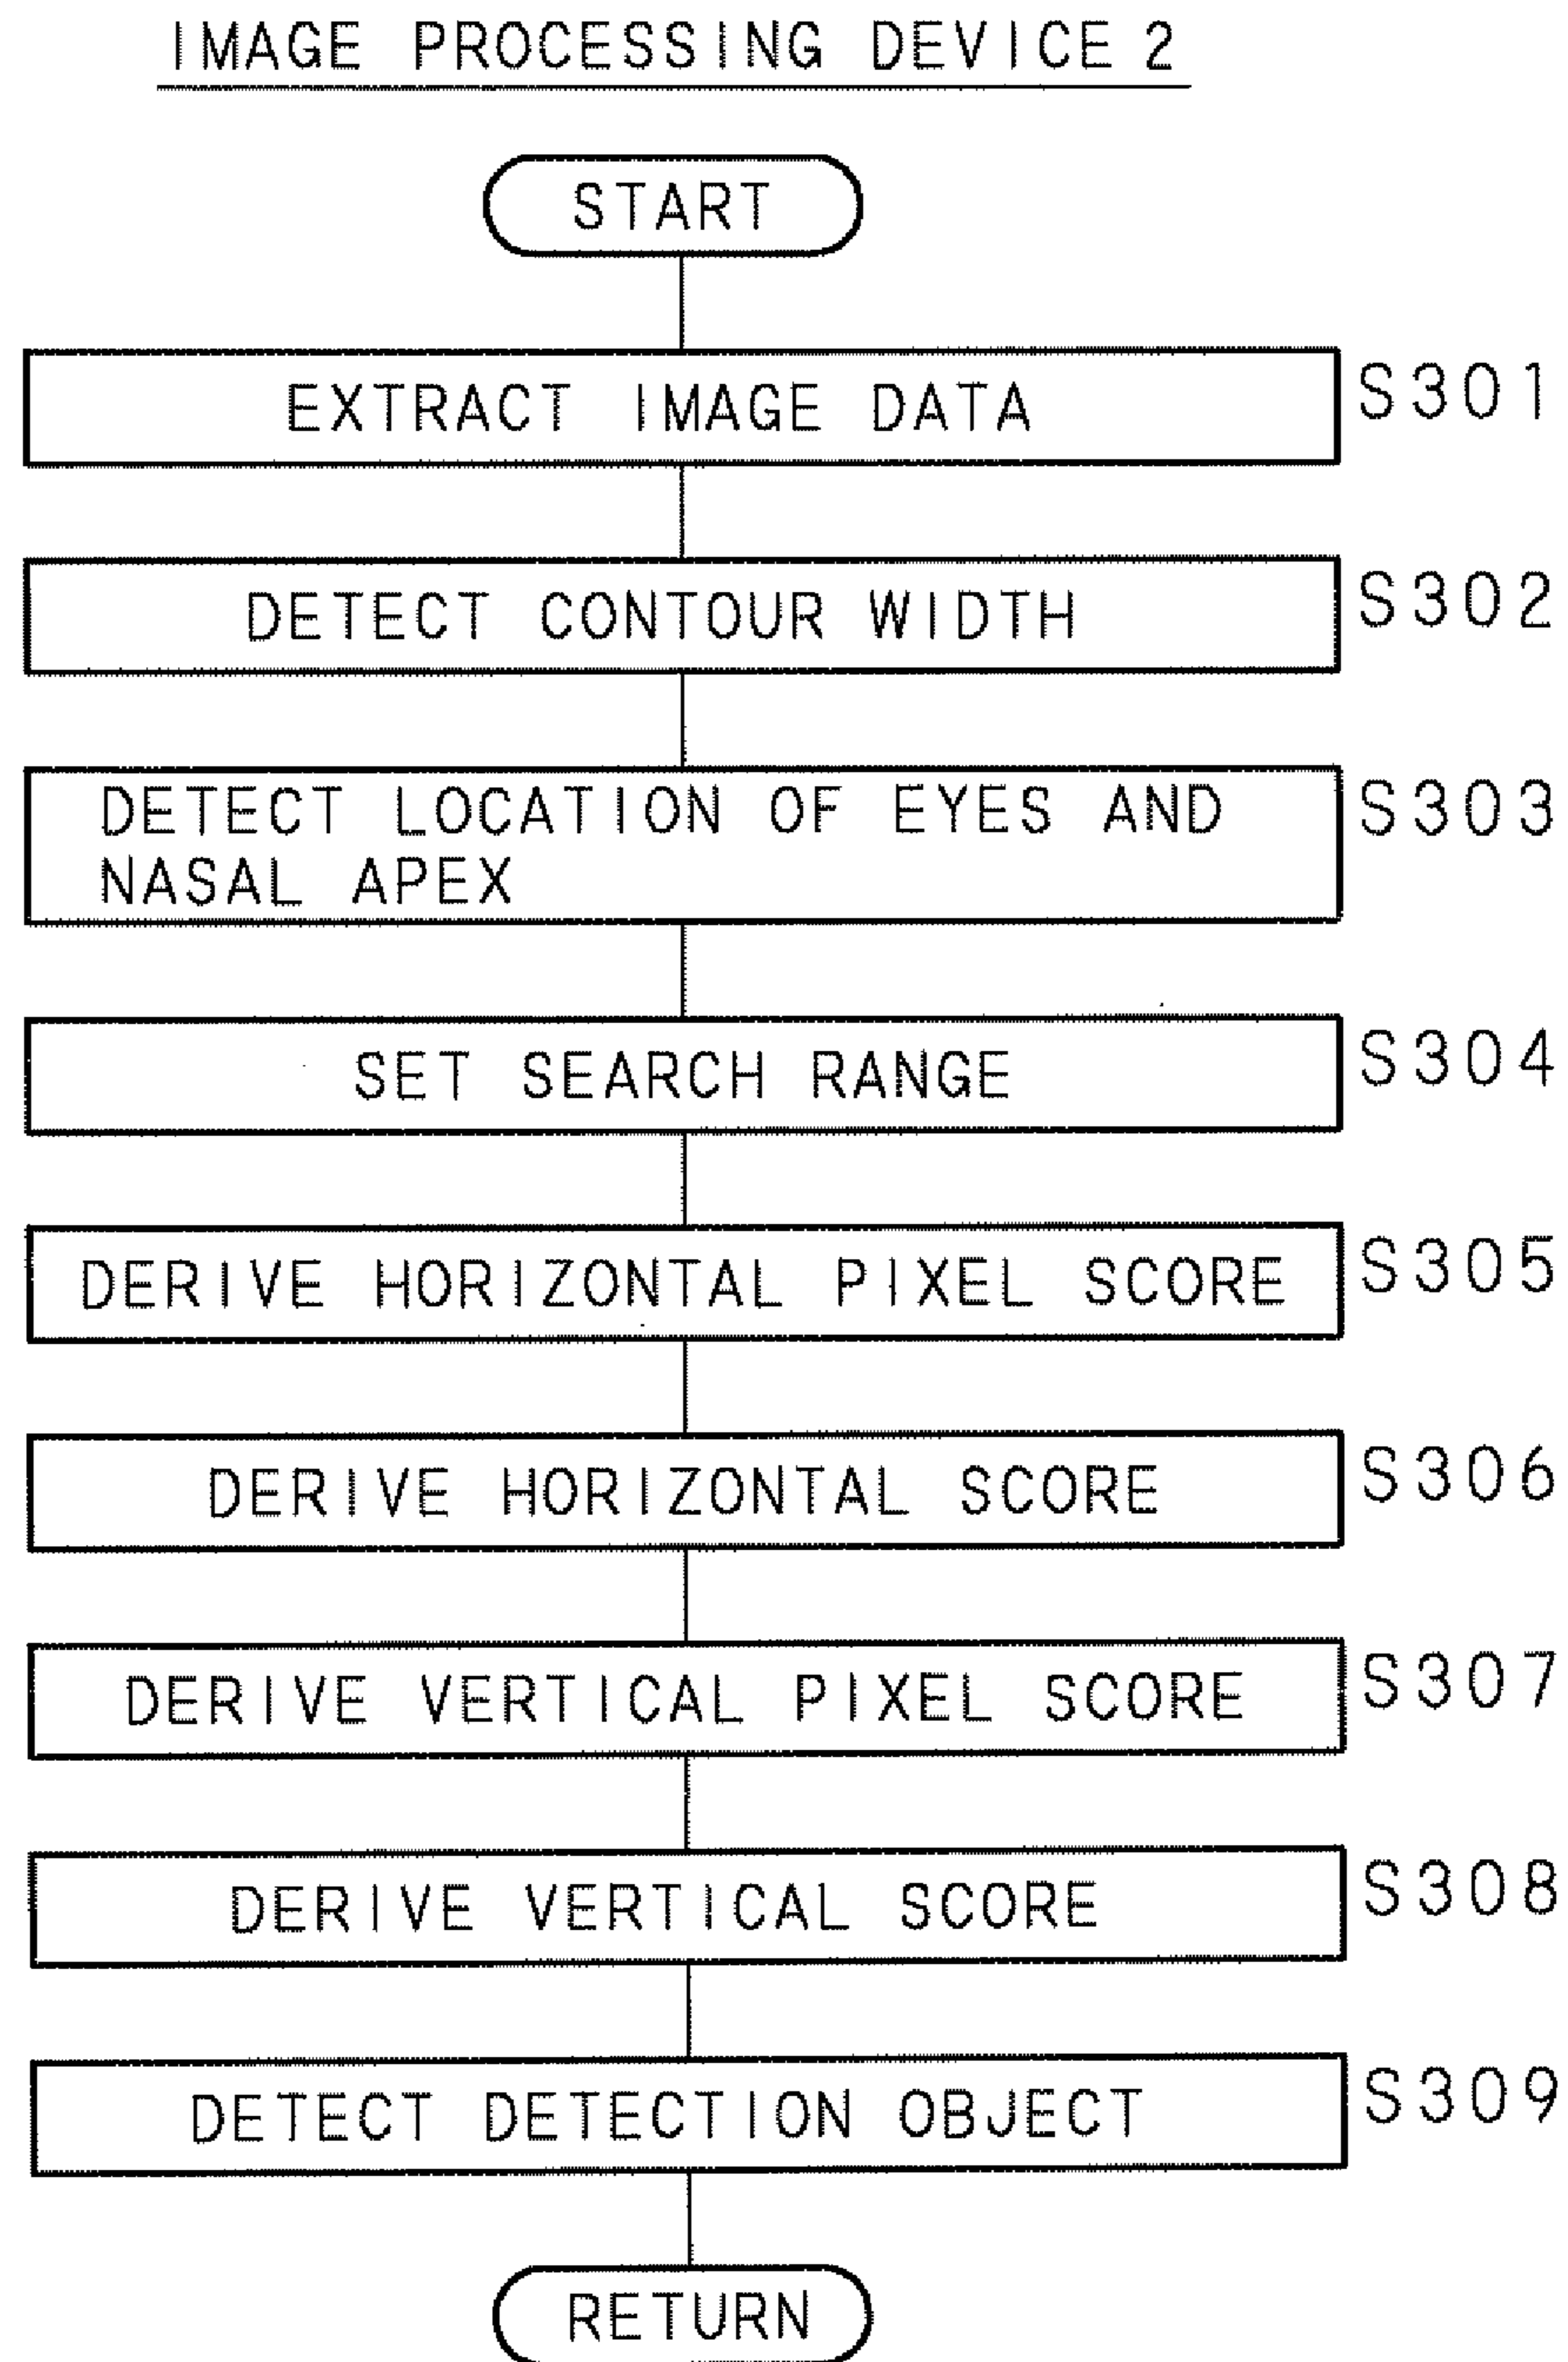 IMAGE PROCESSING DEVICE 2
START
EXTRACT IMAGE DATA
S301
DETECT CONTOUR WIDTH
S302
DETECT LOCATION OF EYES AND
NASAL APEX
S303
SET SEARCH RANGE
S304
DERIVE HORIZONTAL PIXEL SCORE
S305
DERIVE HORIZONTAL SCORE
S306
DERIVE VERTICAL PIXEL SCORE
S307
DERIVE VERTICAL SCORE
S308
DETECT DETECTION OBJECT
S309
RETURN